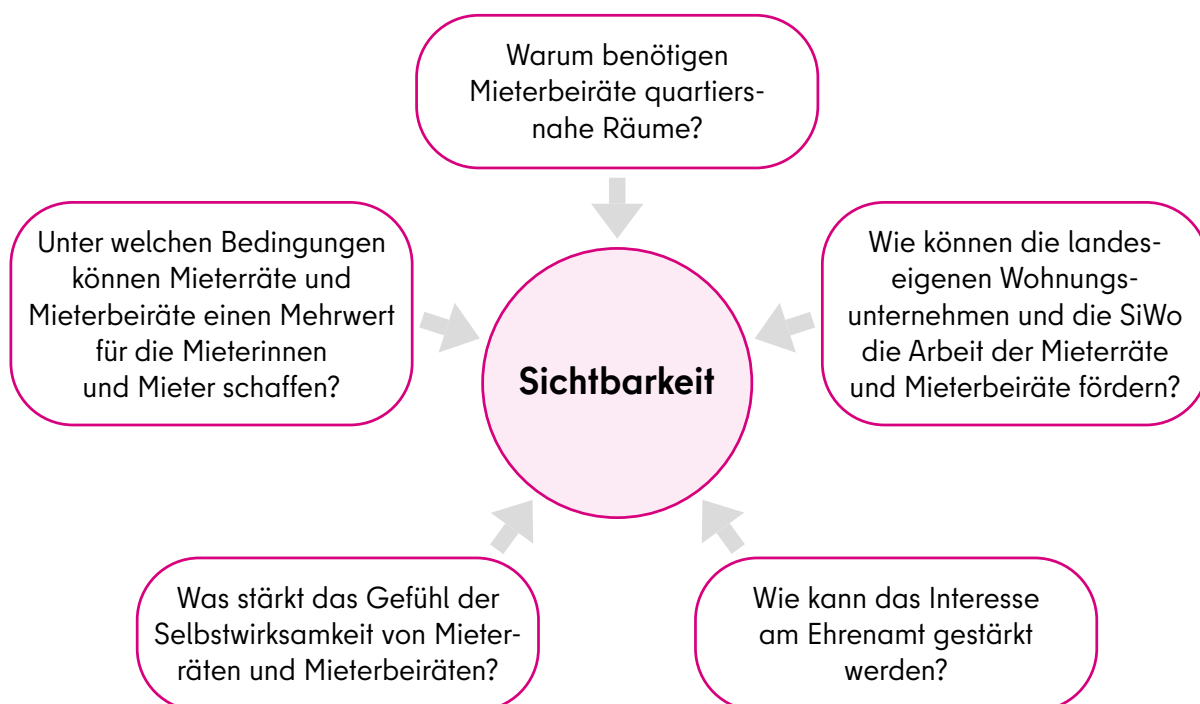 Warum benötigen
Mieterbeiräte quartiers-
nahe Räume?
Unter welchen Bedingungen
können Mieterräte und
Mieterbeiräte einen Mehrwert
für die Mieterinnen
und Mieter schaffen?
Wie können die landes-
eigenen Wohnungs-
unternehmen und die SiWo
die Arbeit der Mieterräte
und Mieterbeiräte fördern?
Sichtbarkeit
Was stärkt das Gefühl der
Selbstwirksamkeit von Mieter-
räten und Mieterbeiräten?
Wie kann das Interesse
am Ehrenamt gestärkt
werden?